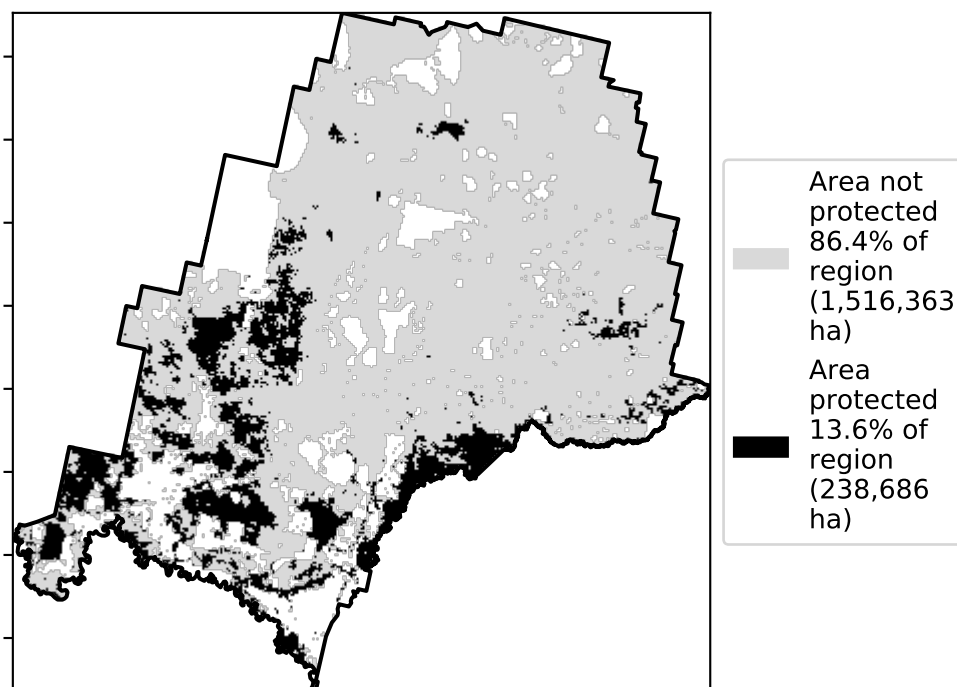 Area not
protected
86.4% of
region
(1,516,363
ha)
Area
protected
13.6% of
region
(238,686
ha)